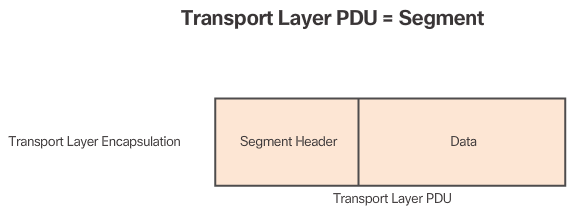 Transport Layer PDU = Segment
Transport Layer Encapsulation
Segment Header
Data
Transport Layer PDU